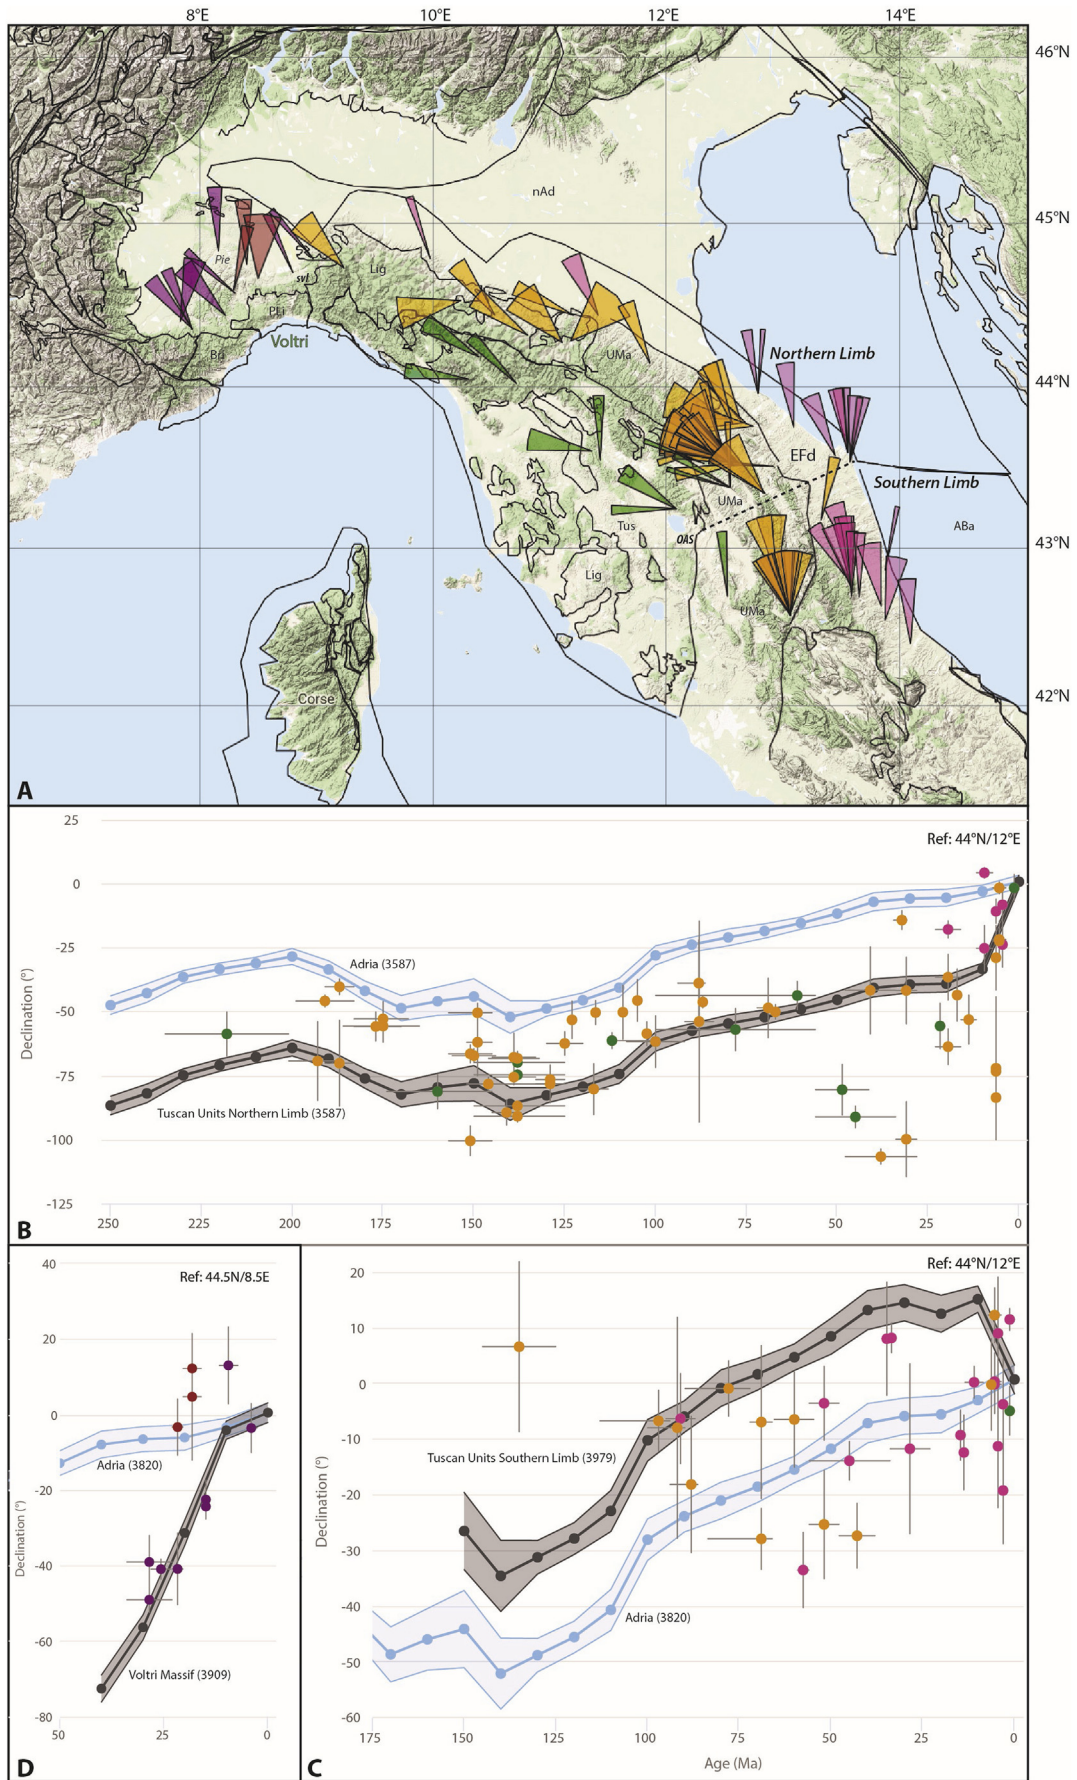 8°E 10°E 12°E 14°E
46°N
nAd
45°N
Pie
svl
Lig
PLi
Voltri
Bri
UMa
Northern Limb
44°N
EFd
Southern Limb
UMa
Tus
OAS
ABa
43°N
Lig
UMa
Corse
42°N
A
25
Ref: 44°N/12°E
0
-25
Adria (3587)
Declination (°)
-50
-75
Tuscan Units Northern Limb (3587)
-100
-125
B
250 225 200 175 150 125 100 75 50 25 0
40
Ref: 44.5N/8.5E
20
0
Adria (3820)
-20
Declination (°)
-40
-60
Voltri Massif (3909)
-80
50 25 0
D
Ref: 44°N/12°E
20
10
0
-10
Tuscan Units Southern Limb (3979)
-20
Declination (°)
-30
-40
Adria (3820)
-50
-60
175 150 125 100 75 50 25 0
C
Age (Ma)